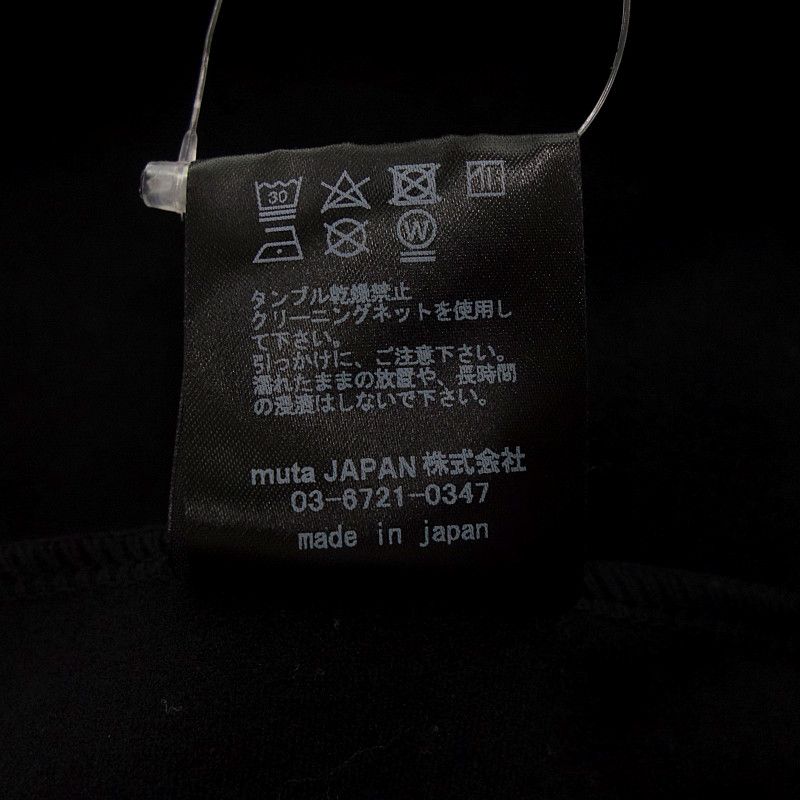 30
W
タンブル乾燥禁止
クリーニングネットを使用し
て下さい。
引っかけに、ご注意下さい。
濡れたままの放置や、長時間
の浸漬はしないで下さい。
muta JAPAN 株式会社
03-6721-0347
made in japan